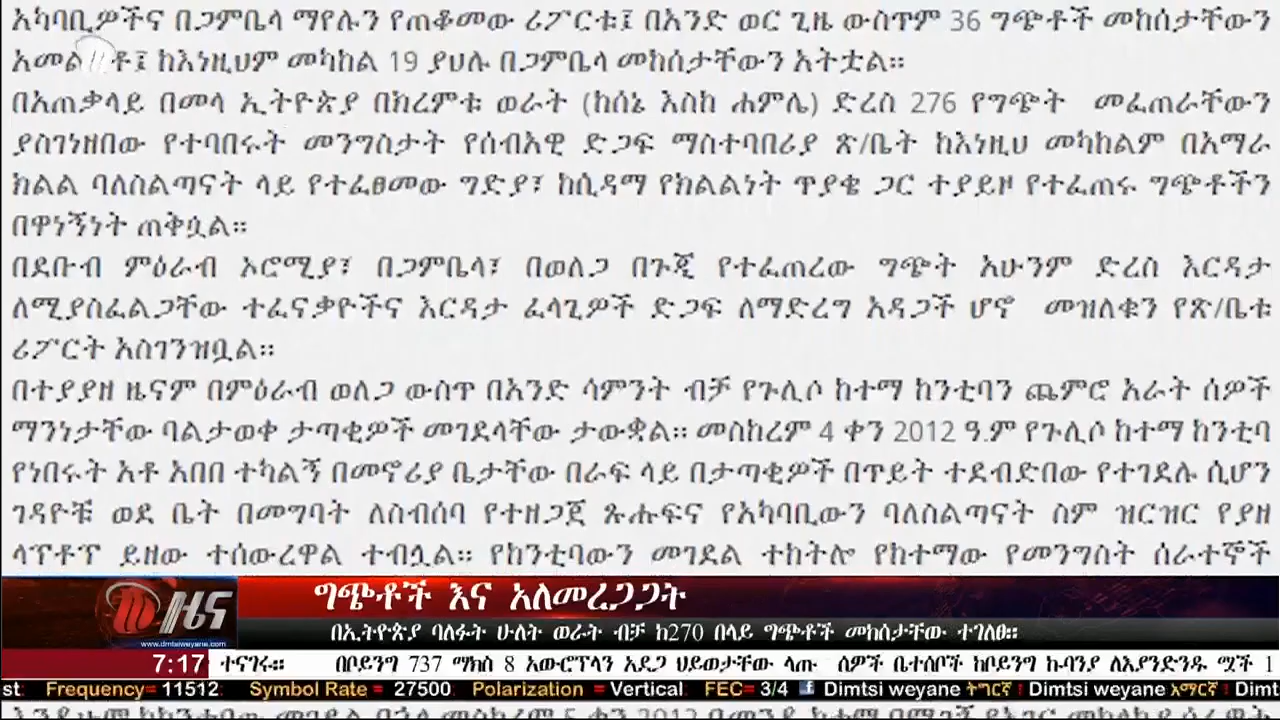 አካባቢዎችና በጋምቤላ ማየሉን የጠቆመው ሪፖርቱ፤ በአንድ ወር ጊዜ ውስጥም 36 ግጭቶች መከሰታቸውን
ከእነዚህም መካከል 19 ያህሉ በጋምቤላ መከሰታቸውን አትቷል።
በአጠቃላይ በመላ ኢትዮጵያ በክረምቱ ወራት (ከሰኔ እስከ ሐምሌ) ድረስ 276 የግጭት መፈጠራቸውን
ያስገነዘበው የተባበሩት መንግስታት የሰብአዊ ድጋፍ ማስተባበሪያ ጽ/ቤት ከእነዚህ መካከልም በአማራ
ክልል ባለስልጣናት ላይ የተፈፀመው ግድያ፣ ከሲዳማ የክልልነት ጥያቄ ጋር ተያይዞ የተፈጠሩ ግጭቶችን
በዋነኝነት ጠቅሷል።
በደቡብ ምዕራብ ኦሮሚያ፣ በጋምቤላ፣ በወለጋ በጉጂ የተፈጠረው ግጭት አሁንም ድረስ እርዳታ
ለሚያስፈልጋቸው ተፈናቃዮችና እርዳታ ፈላጊዎች ድጋፍ ለማድረግ አዳጋች ሆኖ መዝለቁን የጽ/ቤቱ
ሪፖርት አስገንዝቧል።
በተያያዘ ዜናም በምዕራብ ወለጋ ውስጥ በአንድ ሳምንት ብቻ የጉሊሶ ከተማ ከንቲባን ጨምሮ አራት ሰዎች
ማንነታቸው ባልታወቀ ታጣቂዎች መገደላቸው ታውቋል። መስከረም 4 ቀን 2012 ዓ.ም የጉሊሶ ከተማ ከንቲባ
የነበሩት አቶ አበበ ተካልኝ በመኖሪያ ቤታቸው በራፍ ላይ በታጣቂዎች በጥይት ተደብድበው የተገደሉ ሲሆን
ገዳዮቹ ወደ ቤት በመግባት ለስብሰባ የተዘጋጀ ጹሑፍና የአካባቢውን ባለስልጣናት ስም ዝርዝር የያዘ
ላፕቶፕ ይዘው ተሰውረዋል ተብሏል። የከንቲባውን መገደል ተከትሎ የከተማው የመንግስት ሰራተኞች
ዜና
www.dimtsiweyane.com
ግጭቶች እና አለመረጋጋት
በኢትዮጵያ ባለፉት ሁለት ወራት ብቻ ከ270 በላይ ግጭቶች መከሰታቸው ተገለፀ።
7:17 ተናገሩ። በቦይንግ 737 ማክስ 8 አውሮፕላን አደጋ ህይወታቸው ላጡ ሰዎች ቤተሰቦች ከቦይንግ ኩባንያ ለእያንድንዱ ሟች 1
st: Frequency= 11512: Symbol Rate = 27500: Polarization = Vertical: FEC= 3/4 Dimtsi weyane ትግርኛ Dimtsi weyane አማርኛ Dimt